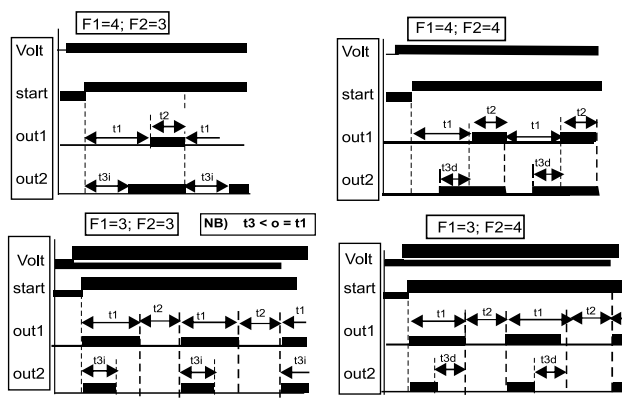 F1=4; F2=3
Volt
start
t2
out1
t1
t1
out2
t3i
t3i
F1=4; F2=4
Volt
start
t2
t2
out1
t1
t1
t3d
t3d
out2
F1=3; F2=3
NB) t3 < o = t1
Volt
start
t1
t2
t1
t2
t1
out1
t3i
t3i
t3i
out2
F1=3; F2=4
Volt
start
t1
t2
t1
t2
out1
t3d
t3d
out2